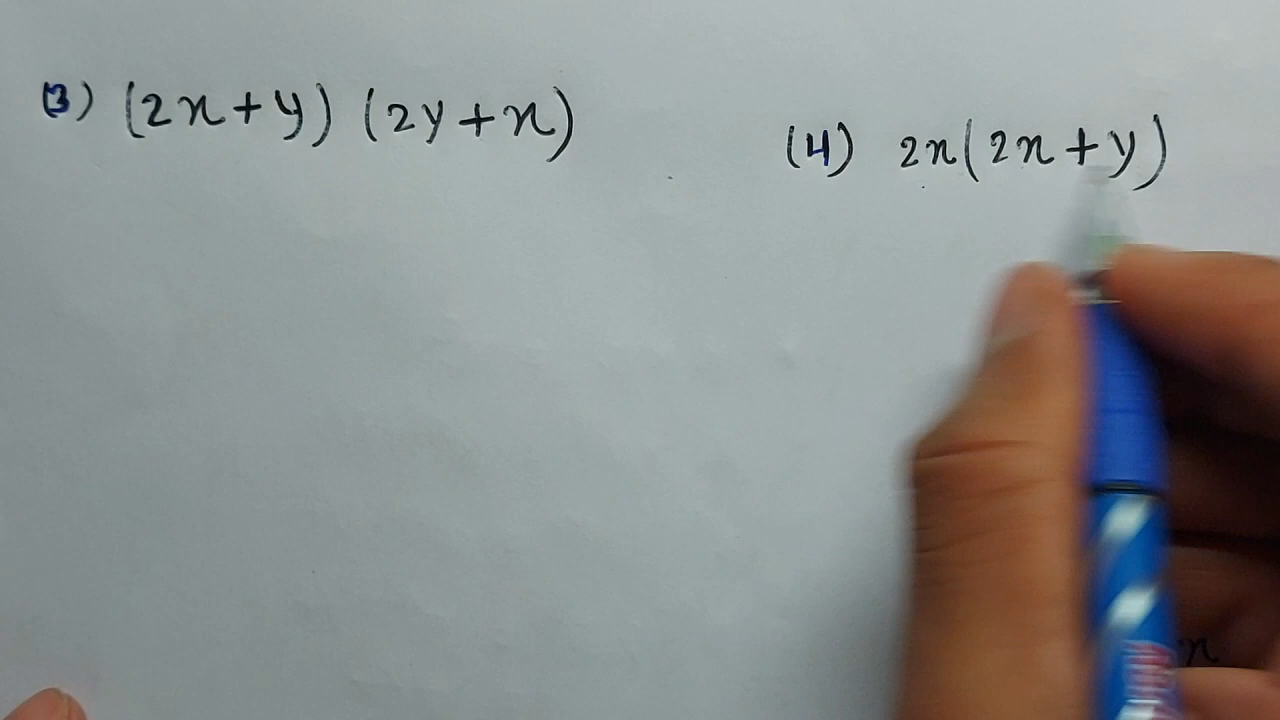 (3) (2x+y) (2y+x)
(4) 2x(2x+y)
x